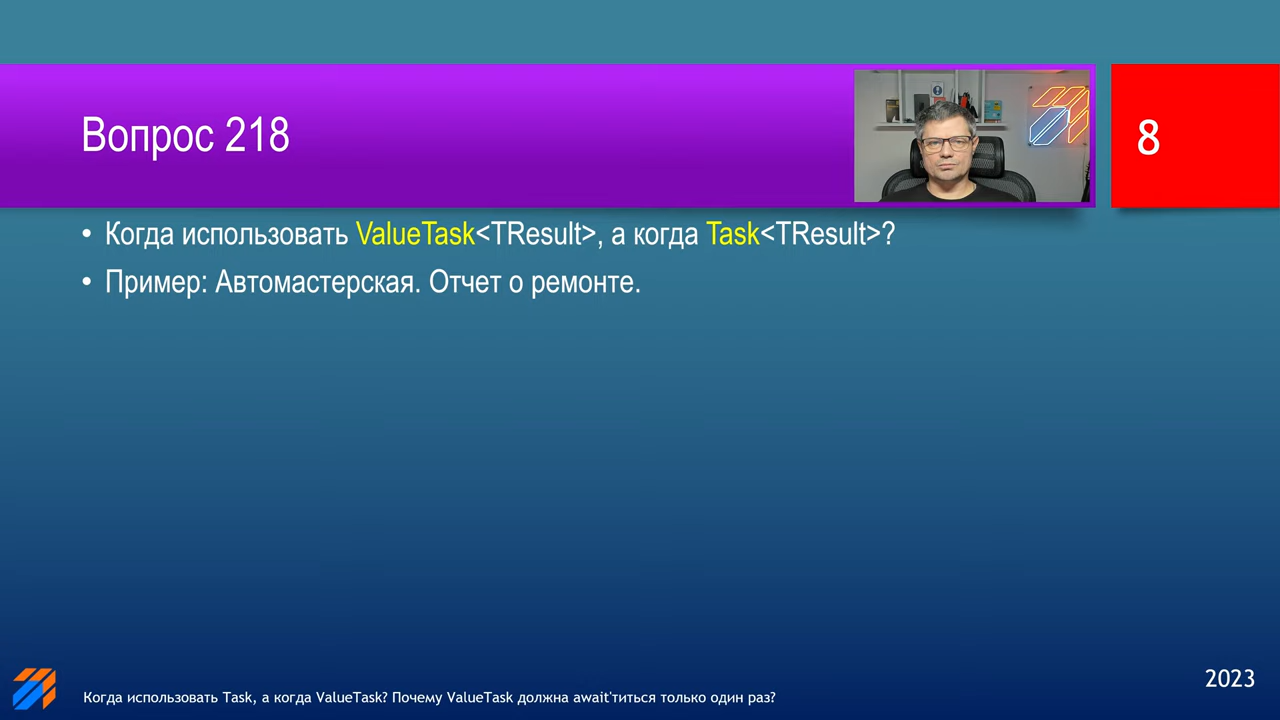 Вопрос 218
8
• Когда использовать ValueTask<TResult>, а когда Task<TResult>?
• Пример: Автомастерская. Отчет о ремонте.
2023
Когда использовать Task, а когда ValueTask? Почему ValueTask должна await'титься только один раз?